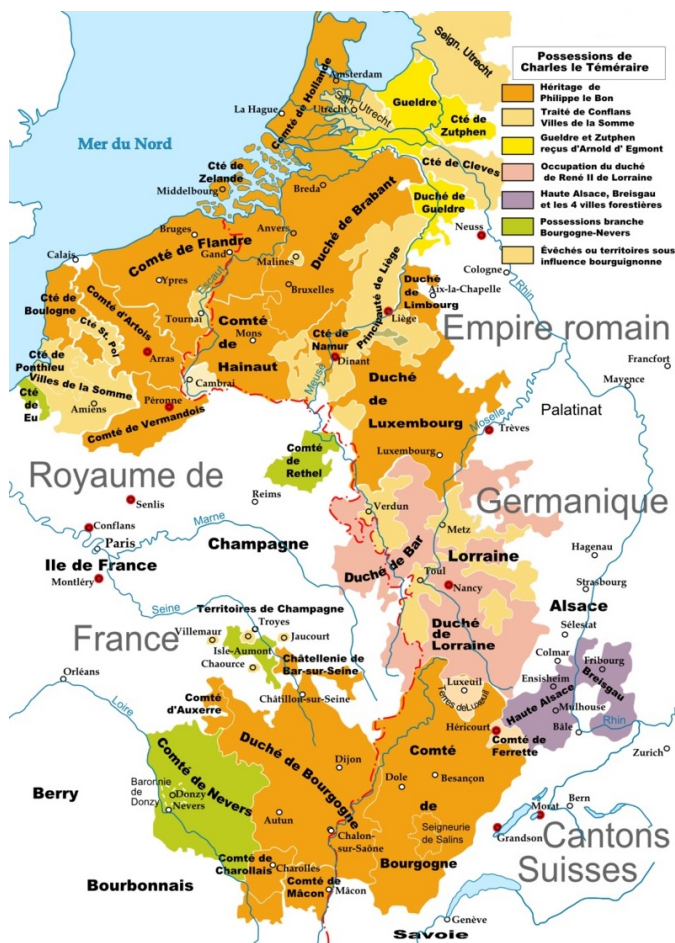 Possessions de
Charles le Téméraire
Héritage de
Philippe le Bon
Traité de Conflans
Villes de la Somme
Gueldre et Zutphen
reçus d'Arnold d' Egmont
Occupation du duché
de René II de Lorraine
Haute Alsace, Breisgau
et les 4 villes forestières
Possessions branche
Bourgogne-Nevers
Évêchés ou territoires sous
influence bourguignonne
Seign. Utrecht
Mer du Nord
Amsterdam
Comté de Hollande
La Hague
Utrecht
Sgn. Utrecht
Gueldre
Cté de
Zutphen
Cté de Cleves
Cté de
Zelande
Middelbourg
Breda
Duché de
Gueldre
Neuss
Bruges
Anvers
Duché de Brabant
Comté de Flandre
Gand
Calais
Malines
Ypres
Escaut
Bruxelles
Principauté de Liège
Duché
de
Limbourg
Aix-la-Chapelle
Cologne
Rhin
Cté de
Boulogne
Comté d'Artois
Cté St. Pol
Tournai
Comté
de
Hainaut
Mons
Cté de
Namur
Liège
Empire romain
Cté de
Ponthieu
Arras
Dinant
Villes de la Somme
Cambrai
Meuse
Francfort
Mayence
Cté
de
Eu
Amiens
Péronne
Comté de Vermandois
Duché
de
Luxembourg
Palatinat
Moselle
Trèves
Comté
de
Rethel
Luxembourg
Royaume de
Reims
Senlis
Verdun
Germanique
Conflans
Marne
Metz
Paris
Champagne
Duché de Bar
Lorraine
Hagenau
Ile de France
Toul
Montléry
Nancy
Strasbourg
Seine
Territoires de Champagne
Alsace
Villemaur
Troyes
Jaucourt
Isle-Aumont
Duché
de
Lorraine
Sélestat
France
Chaource
Châtellenie de
Bar-sur-Seine
Colmar
Fribourg
Orléans
Châtillon-sur-Seine
Luxeuil
Terres de Luxeuil
Ensisheim
Breisgau
Haute Alsace
Comté
d'Auxerre
Mulhouse
Loire
Héricourt
Bâle
Rhin
Comté de
Ferrette
Duché de Bourgogne
Dijon
Comté
de
Bourgogne
Zurich
Comté de Nevers
Baronnie
de
Donzy
Donzy
Nevers
Dole
Besançon
Berry
Bern
Morat
Autun
Seigneurie
de Salins
Chalon-
sur-Saône
Grandson
Cantons
Suisses
Comté de
Charollais
Charolles
Bourbonnais
Comté de
Mâcon
Mâcon
Genève
Savoie